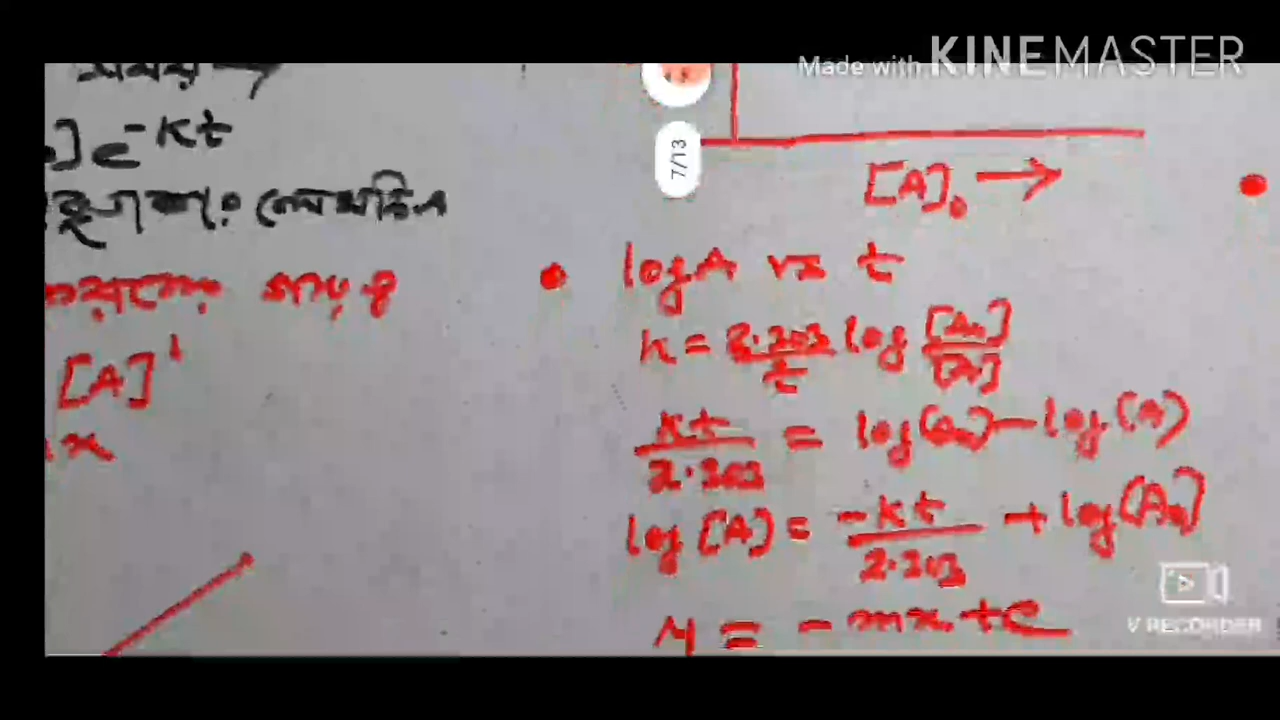 Made with KINEMASTER
সময় →
]e^-kt
[A]^1
x
7/13
[A]₀ →
• log A vs t
k = 2.303/t log [A₀]/[A]
kt/2.303 = log[A₀] - log[A]
log [A] = -kt/2.303 + log[A₀]
y = -mx + c
V RECORDER